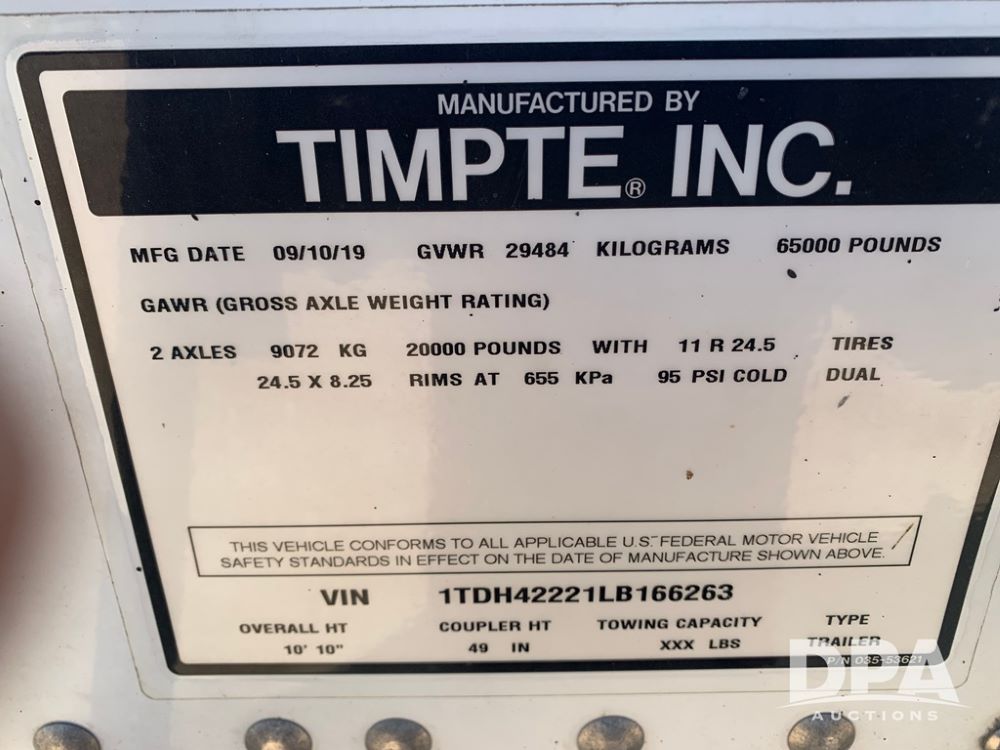 MANUFACTURED BY
TIMPTE® INC.
MFG DATE 09/10/19 GVWR 29484 KILOGRAMS 65000 POUNDS
GAWR (GROSS AXLE WEIGHT RATING)
2 AXLES 9072 KG 20000 POUNDS WITH 11 R 24.5 TIRES
24.5 X 8.25 RIMS AT 655 KPa 95 PSI COLD DUAL
THIS VEHICLE CONFORMS TO ALL APPLICABLE U.S. FEDERAL MOTOR VEHICLE
SAFETY STANDARDS IN EFFECT ON THE DATE OF MANUFACTURE SHOWN ABOVE.
VIN 1TDH42221LB166263
OVERALL HT COUPLER HT TOWING CAPACITY TYPE
10' 10" 49 IN XXX LBS TRAILER
P/N 035-53621
DPA
AUCTIONS